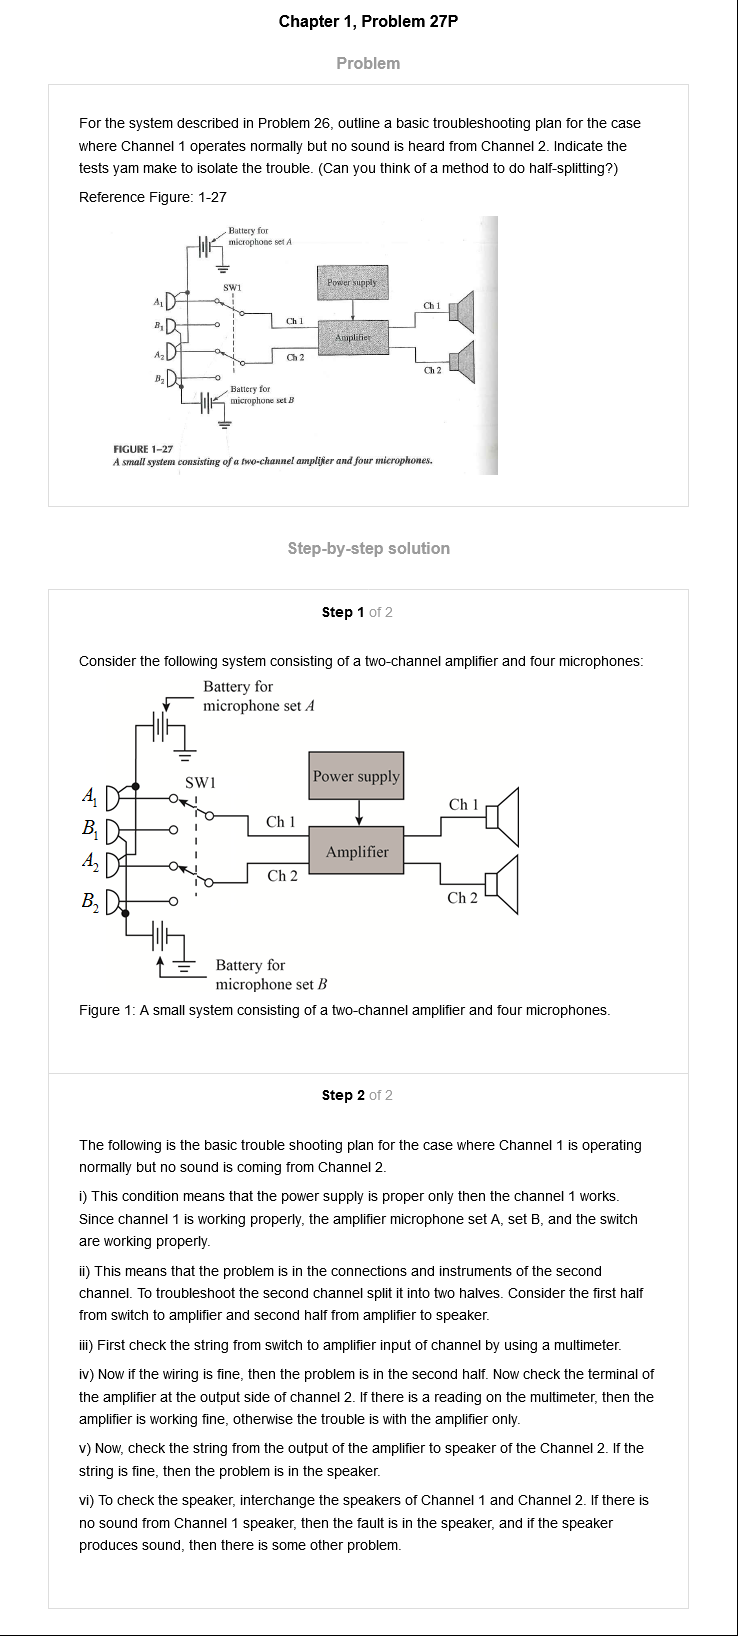 Chapter 1, Problem 27P
Problem
For the system described in Problem 26, outline a basic troubleshooting plan for the case
where Channel 1 operates normally but no sound is heard from Channel 2. Indicate the
tests yam make to isolate the trouble. (Can you think of a method to do half-splitting?)
Reference Figure: 1-27
Battery for
microphone set A
SW1
Power supply
A1
Ch 1
B1
Ch 1
Amplifier
A2
Ch 2
Ch 2
B2
Battery for
microphone set B
FIGURE 1–27
A small system consisting of a two-channel amplifier and four microphones.
Step-by-step solution
Step 1 of 2
Consider the following system consisting of a two-channel amplifier and four microphones:
Battery for
microphone set A
SW1
Power supply
A1
Ch 1
B1
Ch 1
Amplifier
A2
Ch 2
B2
Ch 2
Battery for
microphone set B
Figure 1: A small system consisting of a two-channel amplifier and four microphones.
Step 2 of 2
The following is the basic trouble shooting plan for the case where Channel 1 is operating
normally but no sound is coming from Channel 2.
i) This condition means that the power supply is proper only then the channel 1 works.
Since channel 1 is working properly, the amplifier microphone set A, set B, and the switch
are working properly.
ii) This means that the problem is in the connections and instruments of the second
channel. To troubleshoot the second channel split it into two halves. Consider the first half
from switch to amplifier and second half from amplifier to speaker.
iii) First check the string from switch to amplifier input of channel by using a multimeter.
iv) Now if the wiring is fine, then the problem is in the second half. Now check the terminal of
the amplifier at the output side of channel 2. If there is a reading on the multimeter, then the
amplifier is working fine, otherwise the trouble is with the amplifier only.
v) Now, check the string from the output of the amplifier to speaker of the Channel 2. If the
string is fine, then the problem is in the speaker.
vi) To check the speaker, interchange the speakers of Channel 1 and Channel 2. If there is
no sound from Channel 1 speaker, then the fault is in the speaker, and if the speaker
produces sound, then there is some other problem.